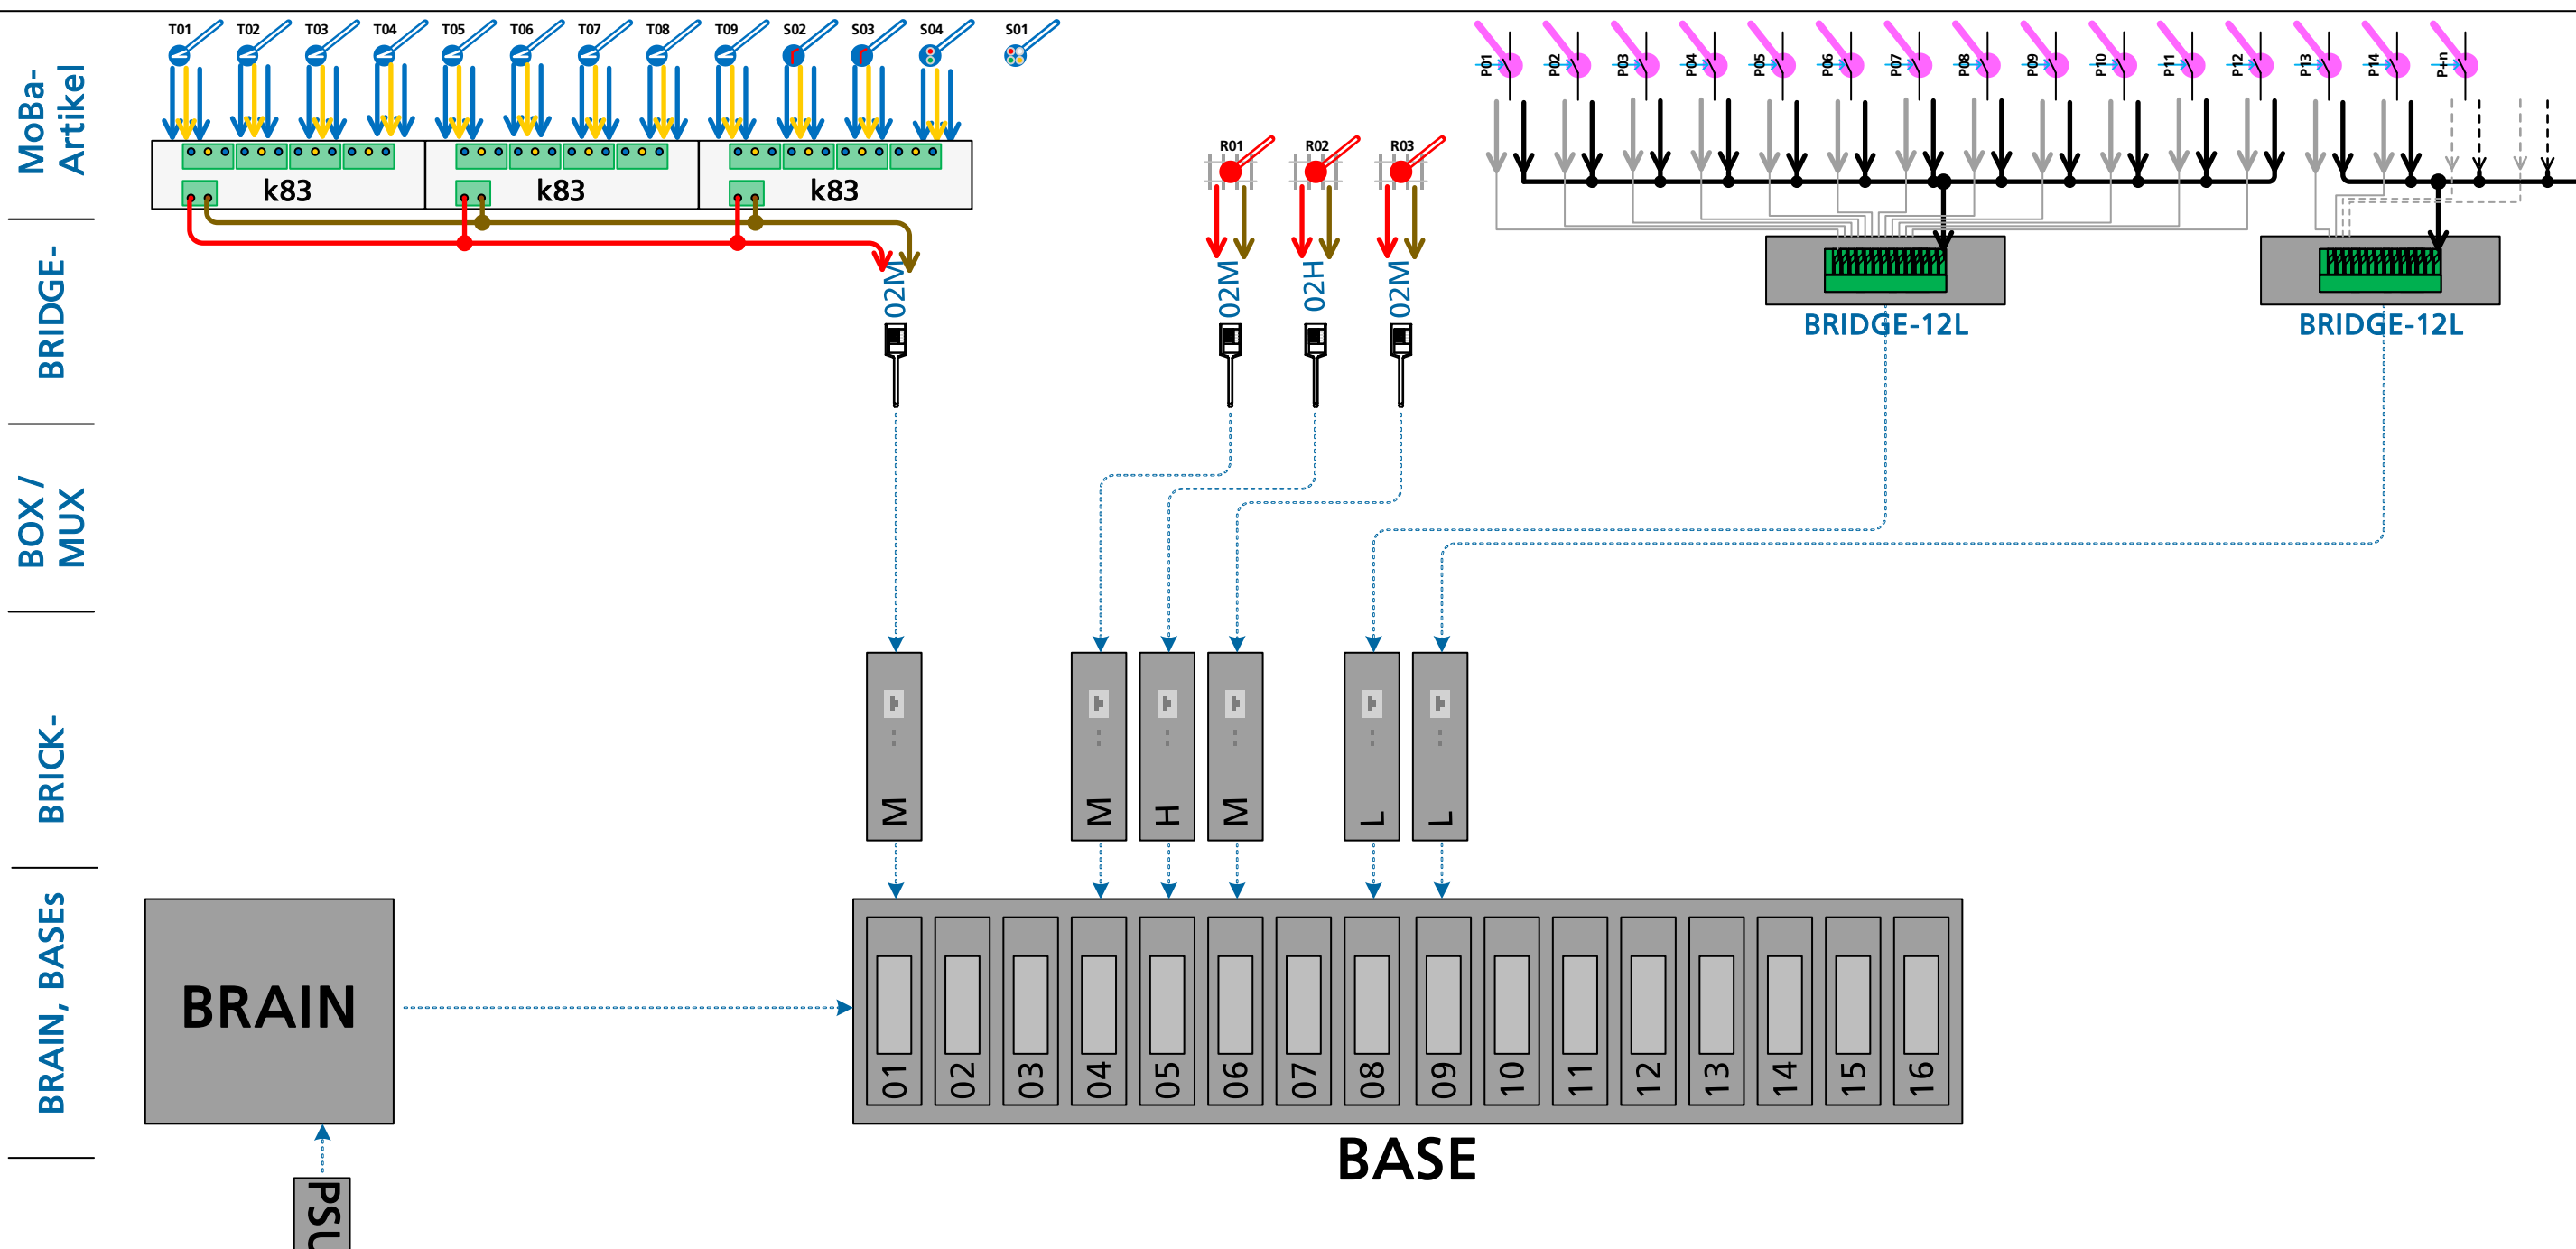 MoBa-
Artikel
T01 T02 T03 T04 T05 T06 T07 T08 T09 S02 S03 S04 S01
P01 P02 P03 P04 P05 P06 P07 P08 P09 P10 P11 P12 P13 P14 P+n
R01 R02 R03
k83 k83 k83
BRIDGE-
02M 02M 02H 02M
BRIDGE-12L BRIDGE-12L
BOX /
MUX
BRICK-
M M H M L L
BRAIN, BASEs
BRAIN
01 02 03 04 05 06 07 08 09 10 11 12 13 14 15 16
BASE
PSU